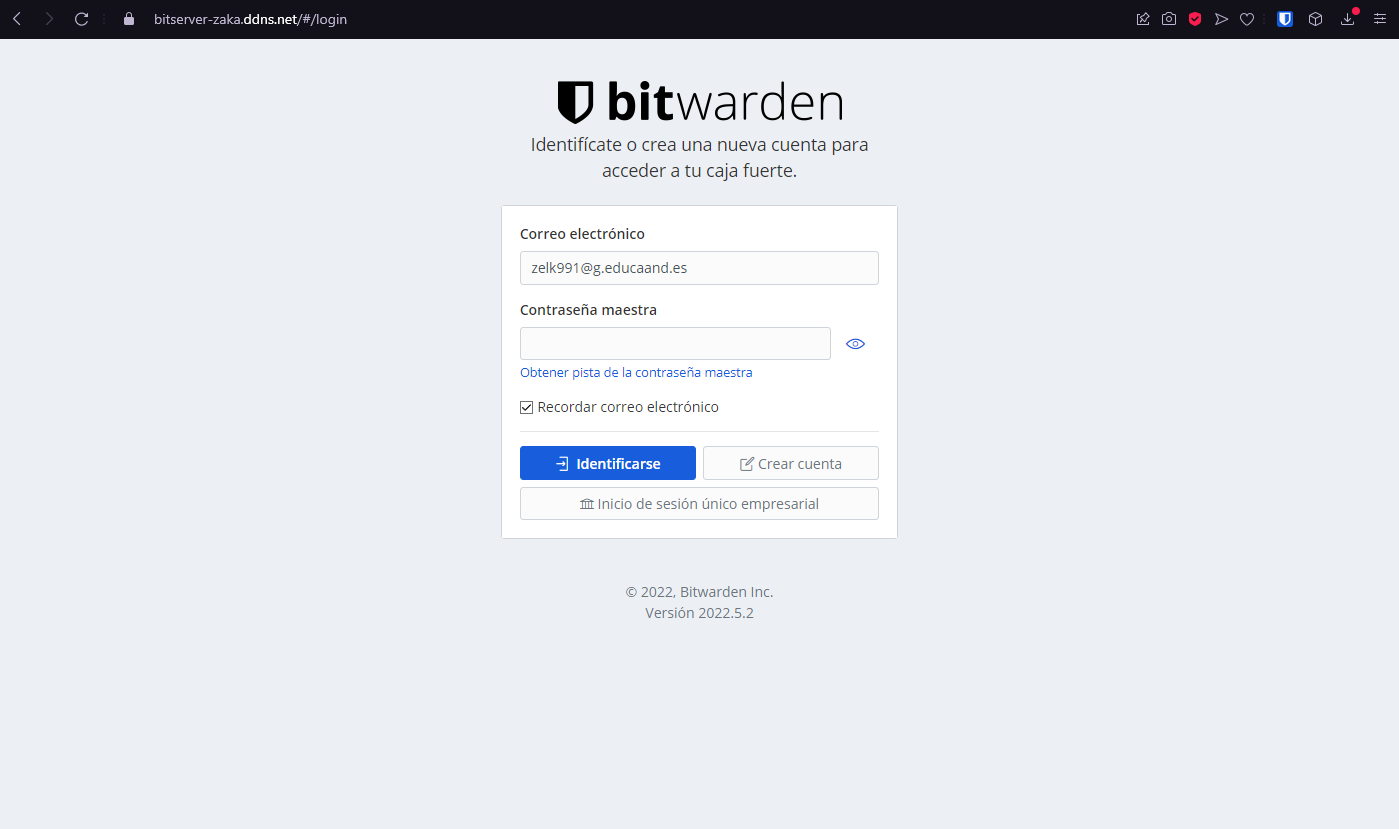 bitserver-zaka.ddns.net/#/login
bitwarden
Identifícate o crea una nueva cuenta para
acceder a tu caja fuerte.
Correo electrónico
zelk991@g.educaand.es
Contraseña maestra
Obtener pista de la contraseña maestra
Recordar correo electrónico
Identificarse
Crear cuenta
Inicio de sesión único empresarial
© 2022, Bitwarden Inc.
Versión 2022.5.2